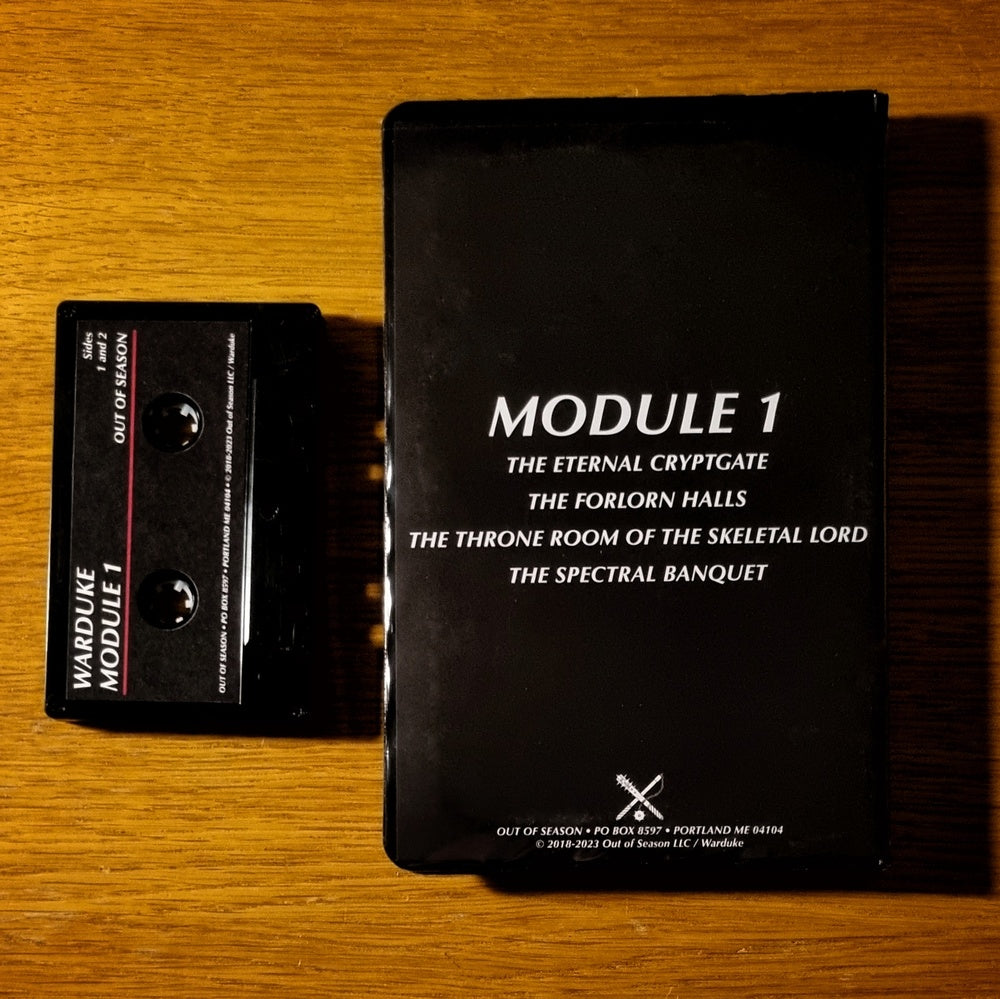 WARDUKE
MODULE 1
Sides
1 and 2
OUT OF SEASON
OUT OF SEASON • PO BOX 8597 • PORTLAND ME 04104 • © 2018-2023 Out of Season LLC / Warduke
MODULE 1
THE ETERNAL CRYPTGATE
THE FORLORN HALLS
THE THRONE ROOM OF THE SKELETAL LORD
THE SPECTRAL BANQUET
OUT OF SEASON • PO BOX 8597 • PORTLAND ME 04104
© 2018-2023 Out of Season LLC / Warduke